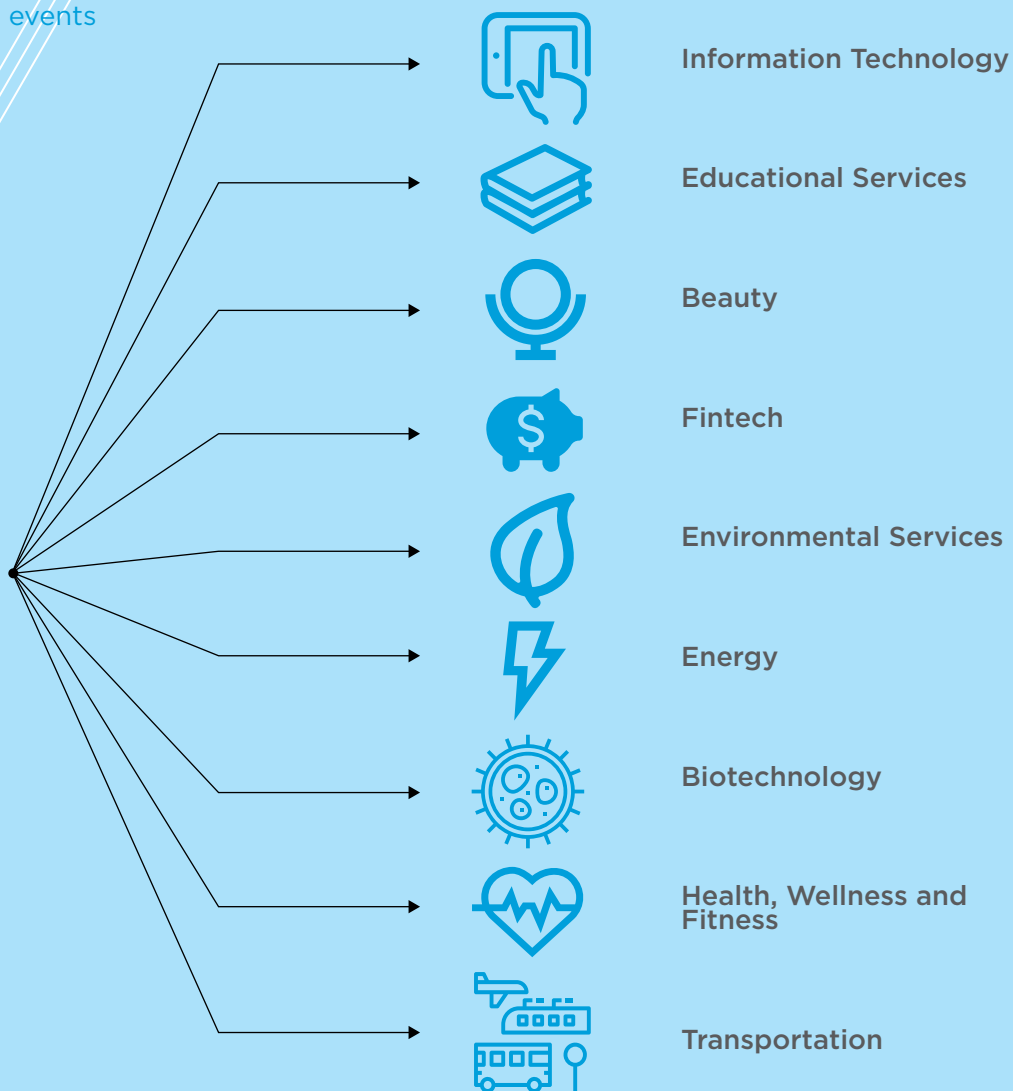 events
Information Technology
Educational Services
Beauty
$
Fintech
Environmental Services
Energy
Biotechnology
Health, Wellness and
Fitness
Transportation